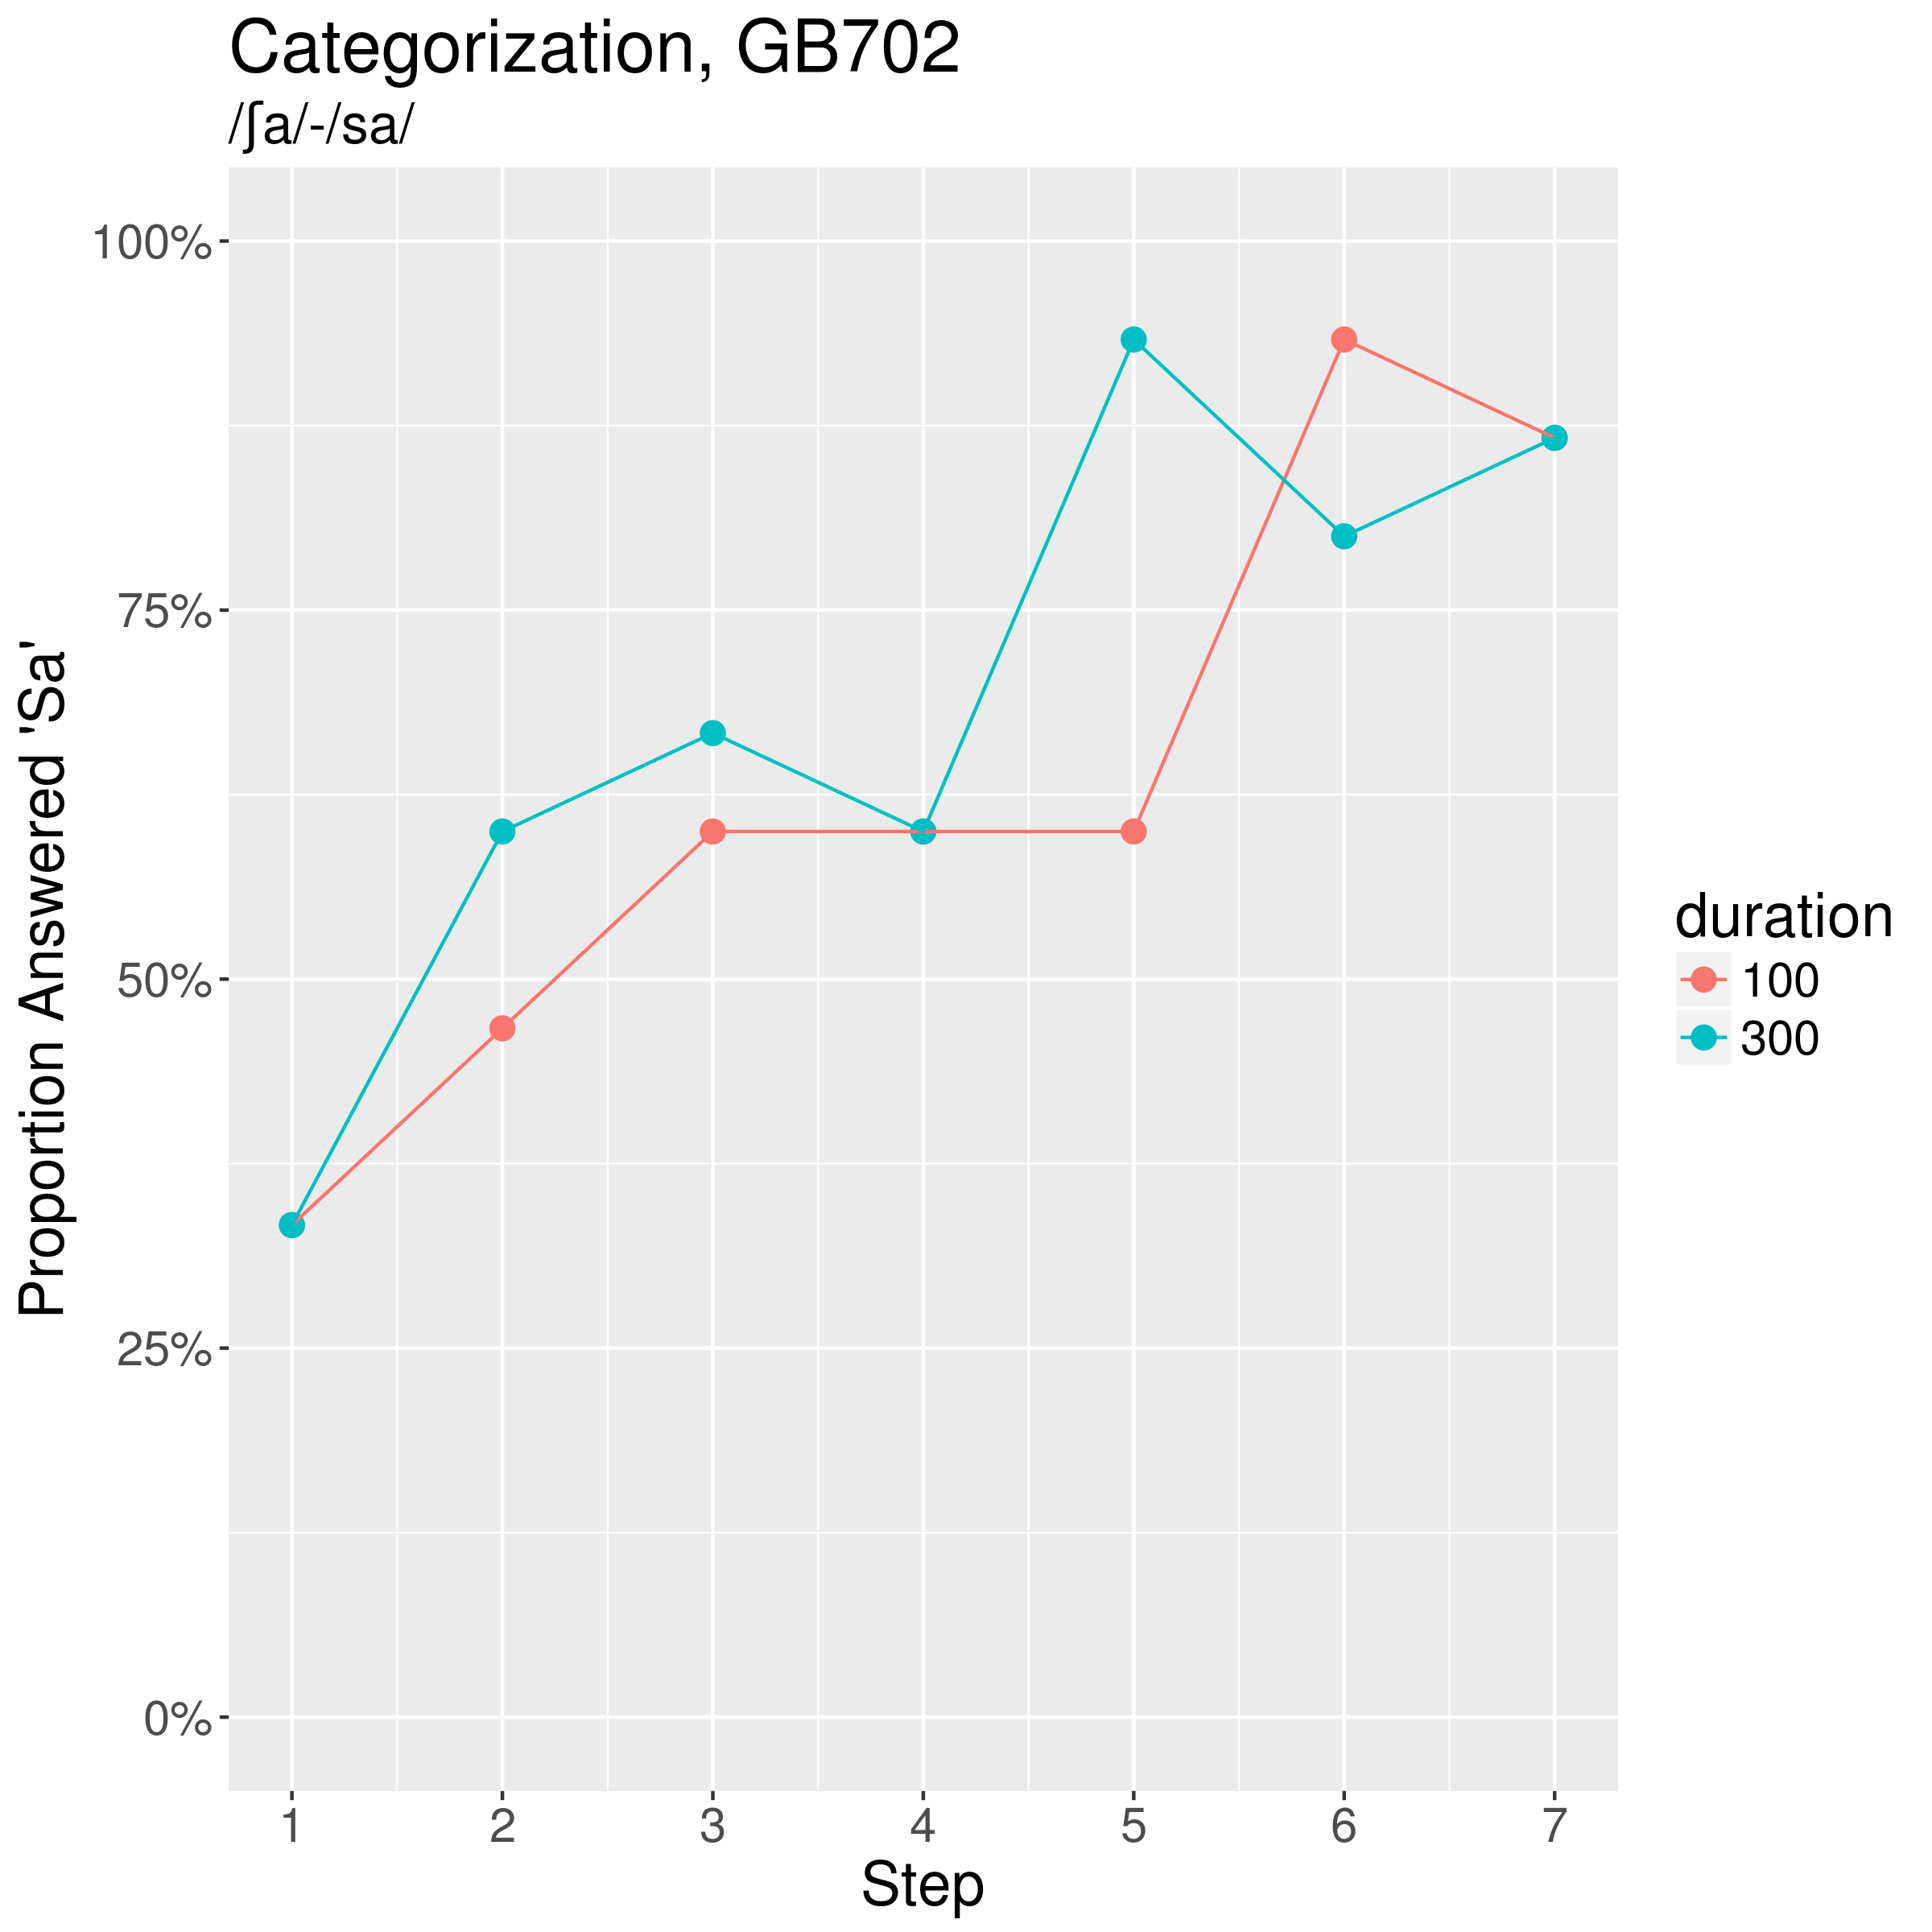 Categorization, GB702
/ʃa/-/sa/
Proportion Answered 'Sa'
100%
75%
50%
25%
0%
1 2 3 4 5 6 7
Step
duration
100
300